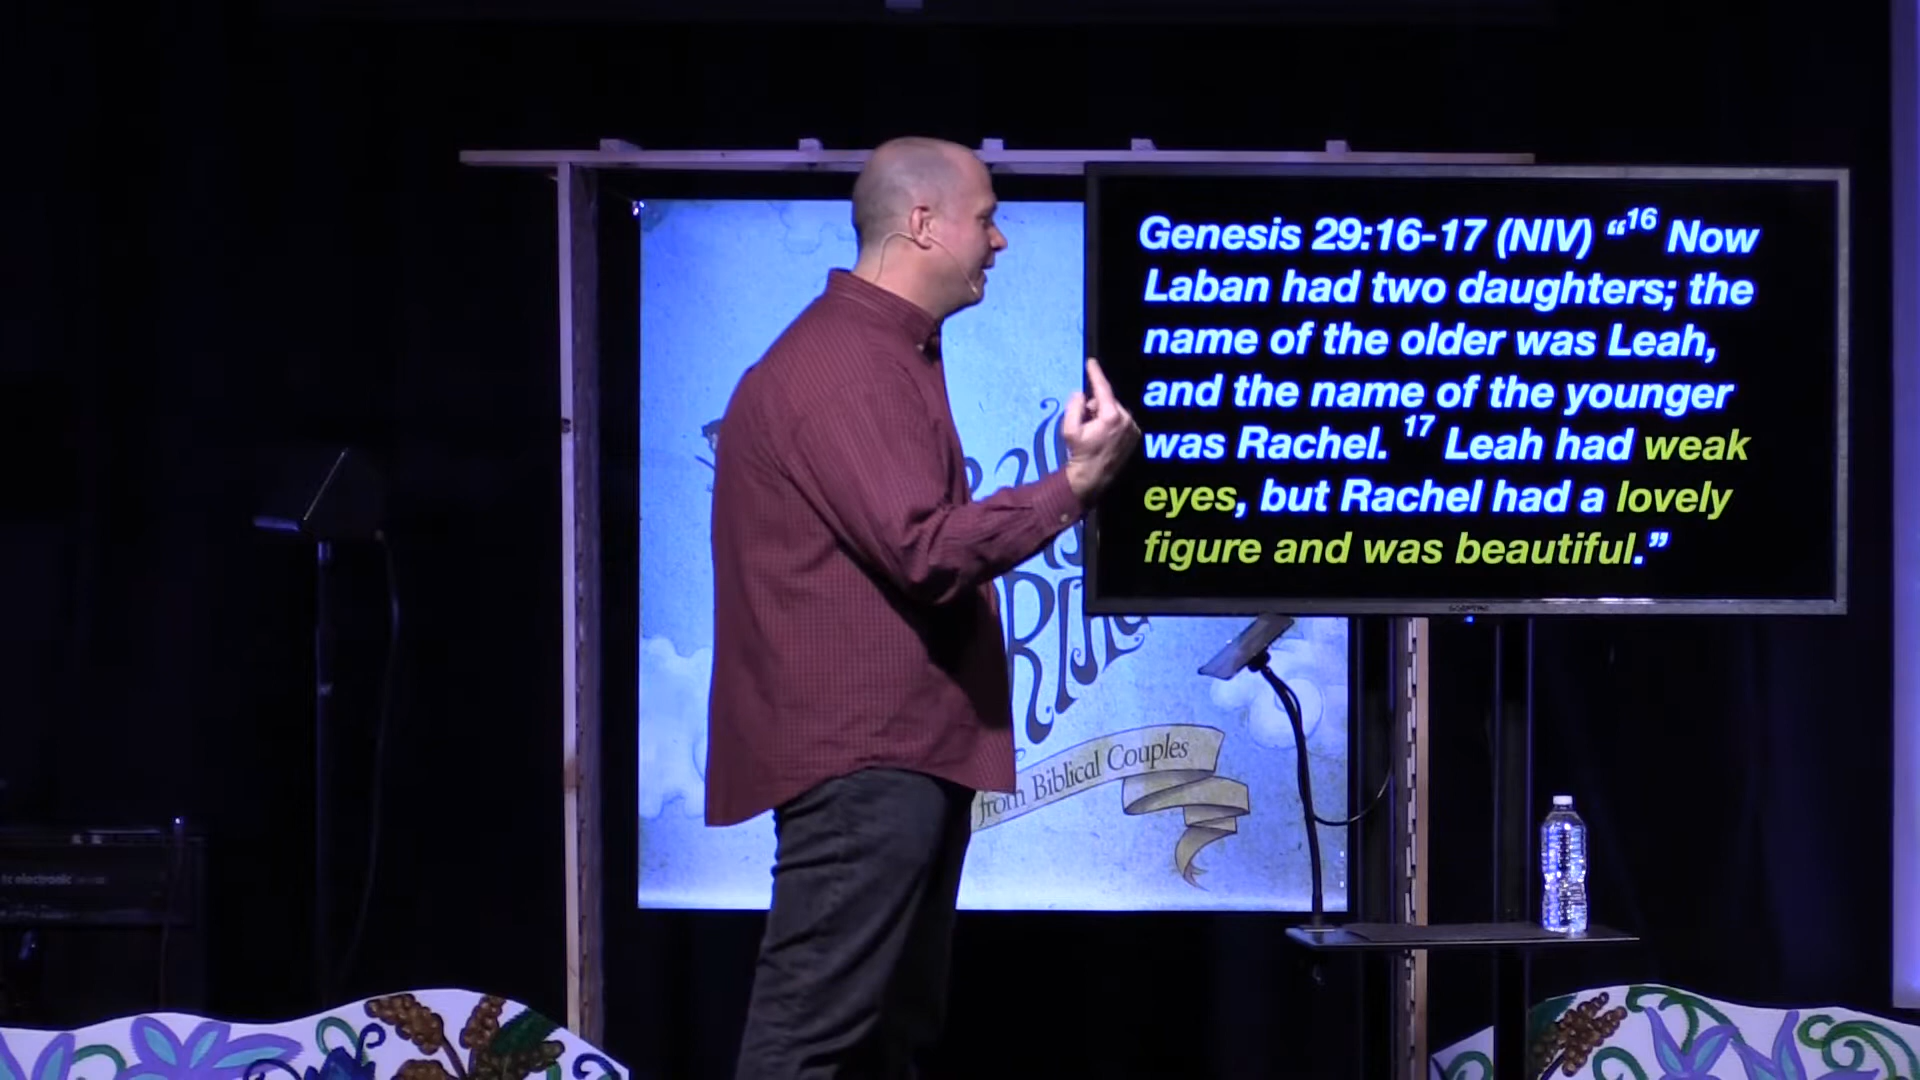 Genesis 29:16-17 (NIV) “16 Now
Laban had two daughters; the
name of the older was Leah,
and the name of the younger
was Rachel. 17 Leah had weak
eyes, but Rachel had a lovely
figure and was beautiful.”
from Biblical Couples
tc electronic